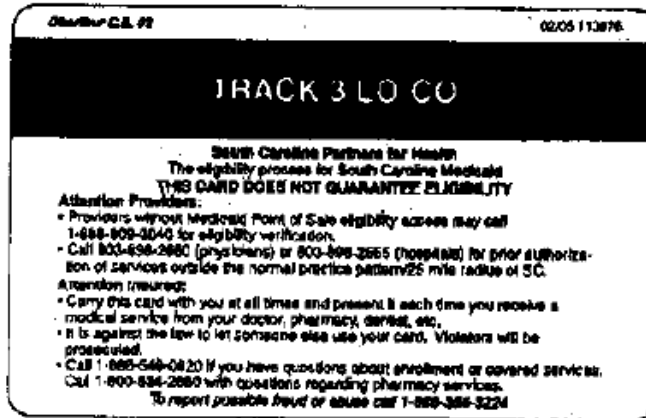 02/05
TRACK 3 LO CO
South Carolina Partners for Health
The eligibility process for South Carolina Medicaid
THIS CARD DOES NOT GUARANTEE ELIGIBILITY
Attention Providers:
• Providers without Medicaid Point of Sale eligibility access may call
for eligibility verification.
• Call (physicians) or (hospitals) for prior authoriza-
tion of services outside the normal practice pattern/25 mile radius of SC.
Attention Insured:
• Carry this card with you at all times and present it each time you receive a
medical service from your doctor, pharmacy, dentist, etc.
• It is against the law to let someone else use your card. Violators will be
prosecuted.
• Call if you have questions about enrollment or covered services.
Call with questions regarding pharmacy services.
To report possible fraud or abuse call